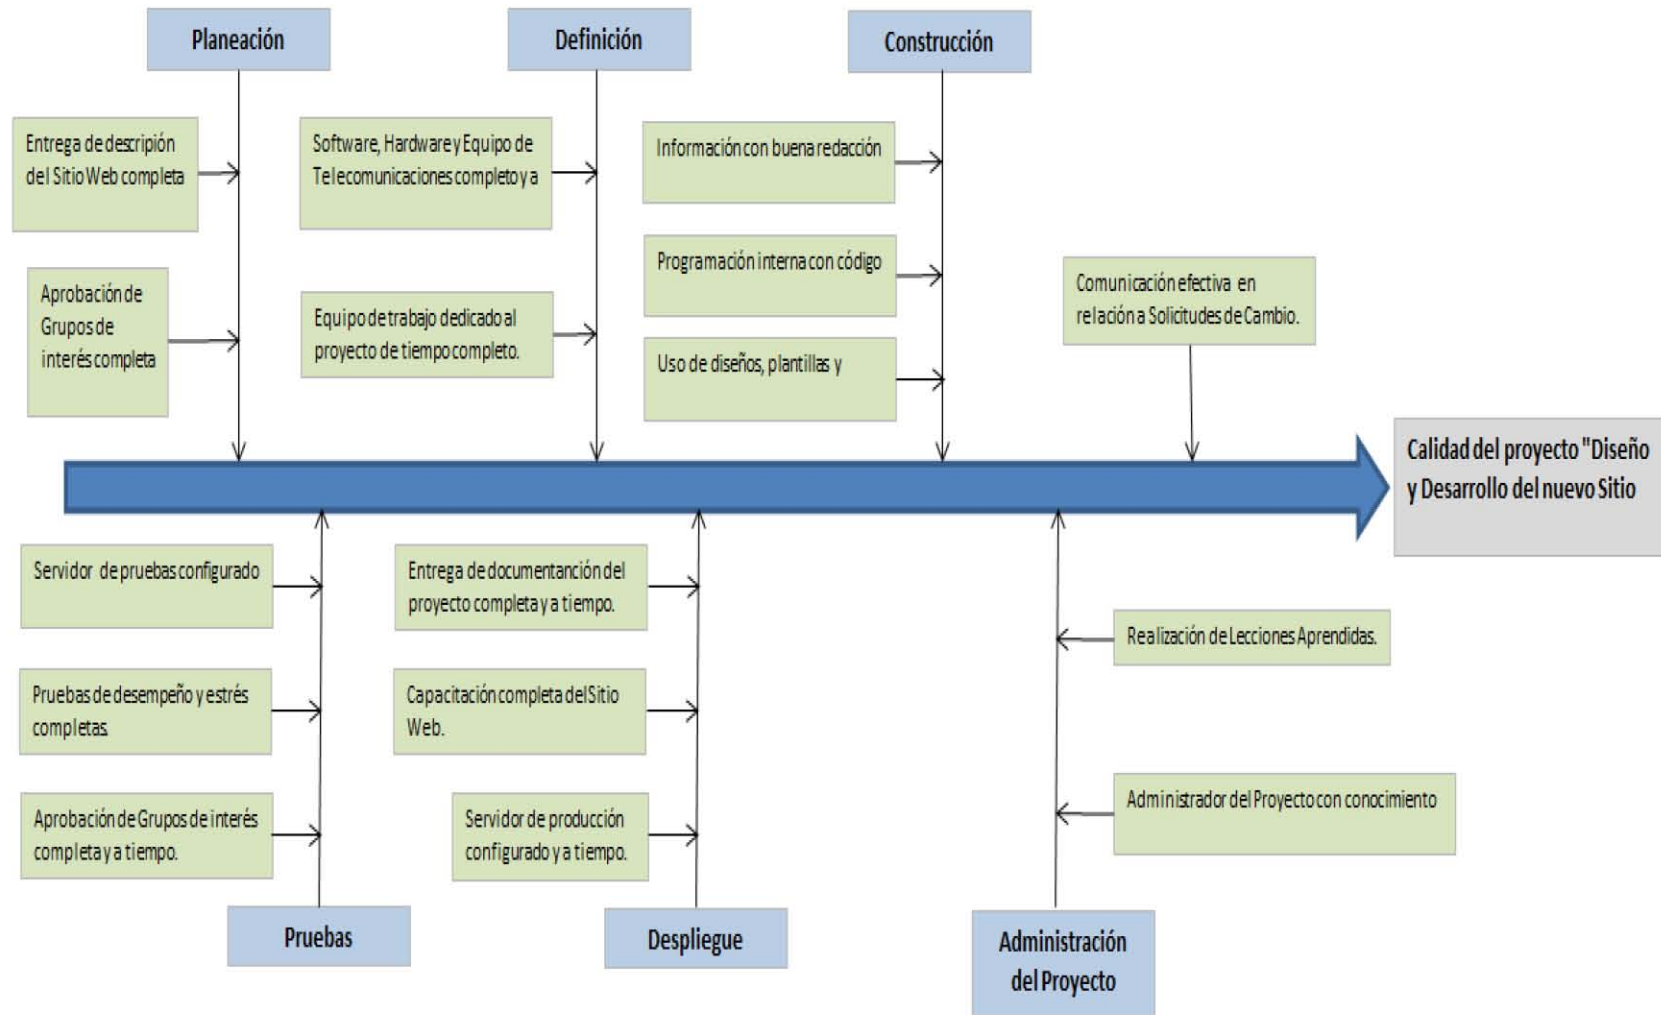 Planeación
Definición
Construcción
Entrega de descripión
del Sitio Web completa
Software, Hardware y Equipo de
Telecomunicaciones completo y a
Información con buena redacción
Aprobación de
Grupos de
interés completa
Equipo de trabajo dedicado al
proyecto de tiempo completo.
Programación interna con código
Uso de diseños, plantillas y
Comunicación efectiva en
relación a Solicitudes de Cambio.
Calidad del proyecto "Diseño
y Desarrollo del nuevo Sitio
Servidor de pruebas configurado
Entrega de documentanción del
proyecto completa y a tiempo.
Realización de Lecciones Aprendidas.
Pruebas de desempeño y estrés
completas.
Capacitación completa del Sitio
Web.
Administrador del Proyecto con conocimiento
Aprobación de Grupos de interés
completa y a tiempo.
Servidor de producción
configurado y a tiempo.
Pruebas
Despliegue
Administración
del Proyecto